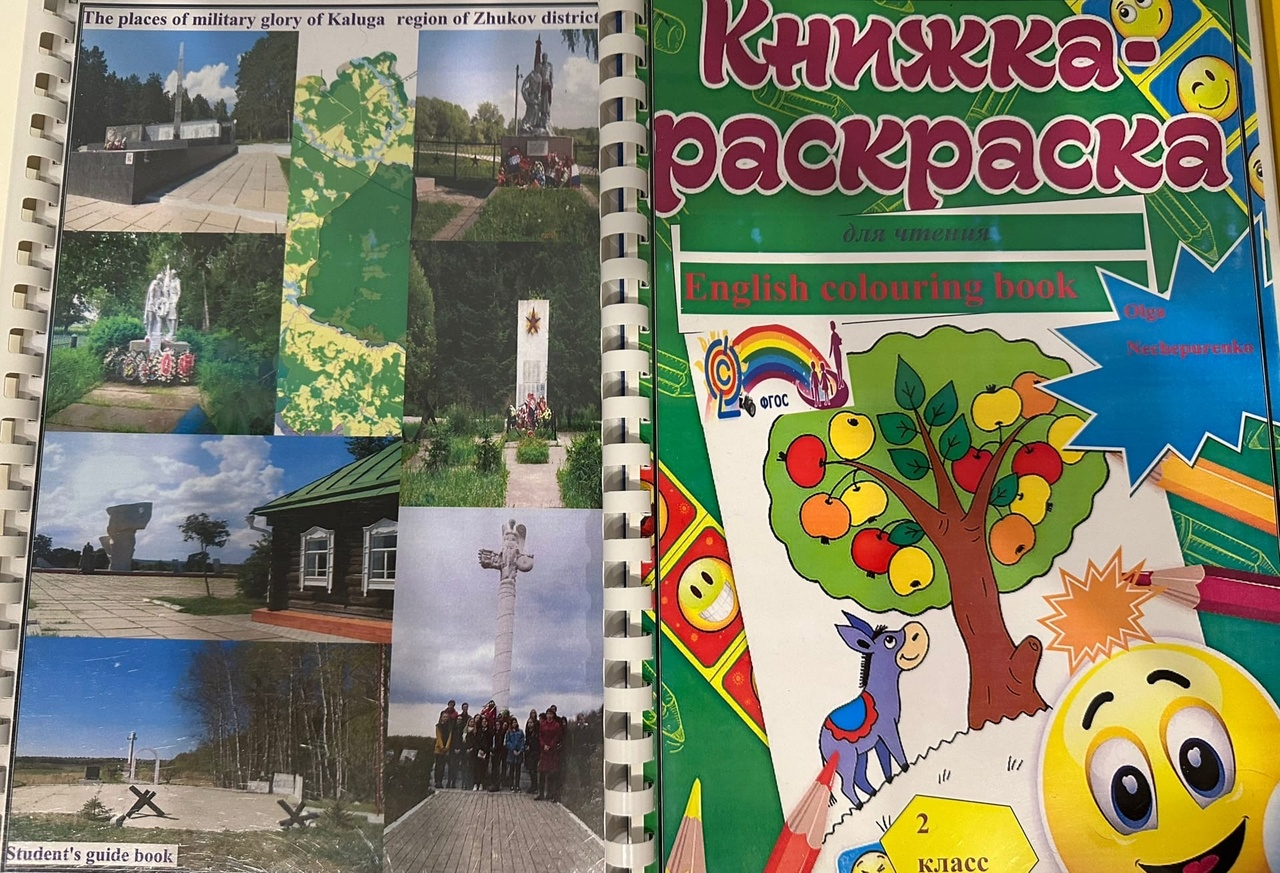 The places of military glory of Kaluga region of Zhukov district
Student's guide book
Книжка-
раскраска
для чтения
English colouring book
Olga
Nechepurenko
ФГОС
2
класс